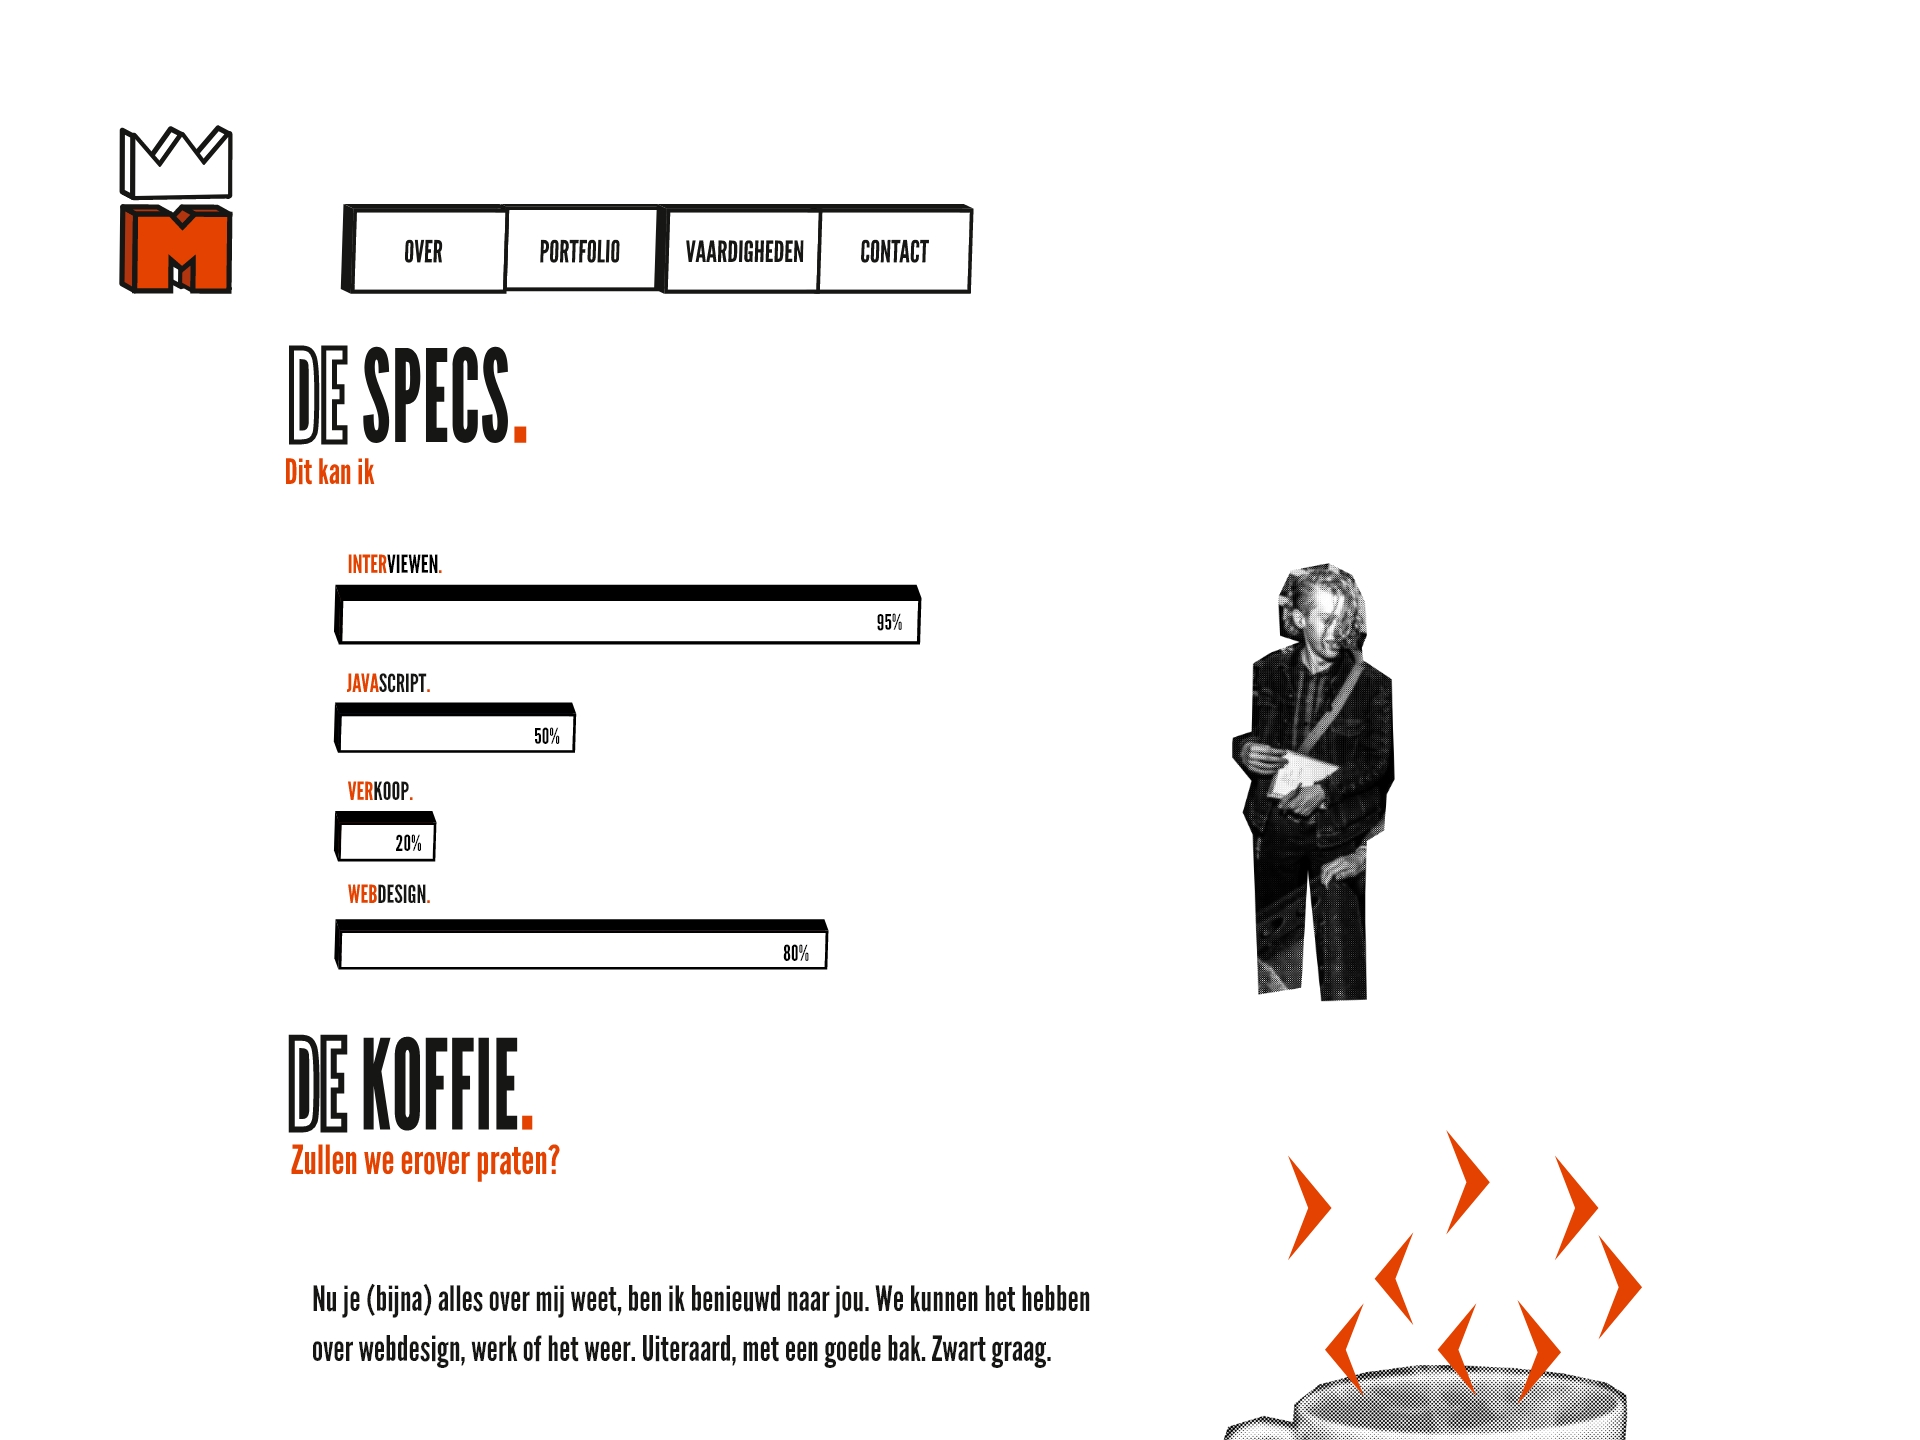 M
OVER PORTFOLIO VAARDIGHEDEN CONTACT
DE SPECS.
Dit kan ik
INTERVIEWEN.
95%
JAVASCRIPT.
50%
VERKOOP.
20%
WEBDESIGN.
80%
DE KOFFIE.
Zullen we erover praten?
Nu je (bijna) alles over mij weet, ben ik benieuwd naar jou. We kunnen het hebben
over webdesign, werk of het weer. Uiteraard, met een goede bak. Zwart graag.